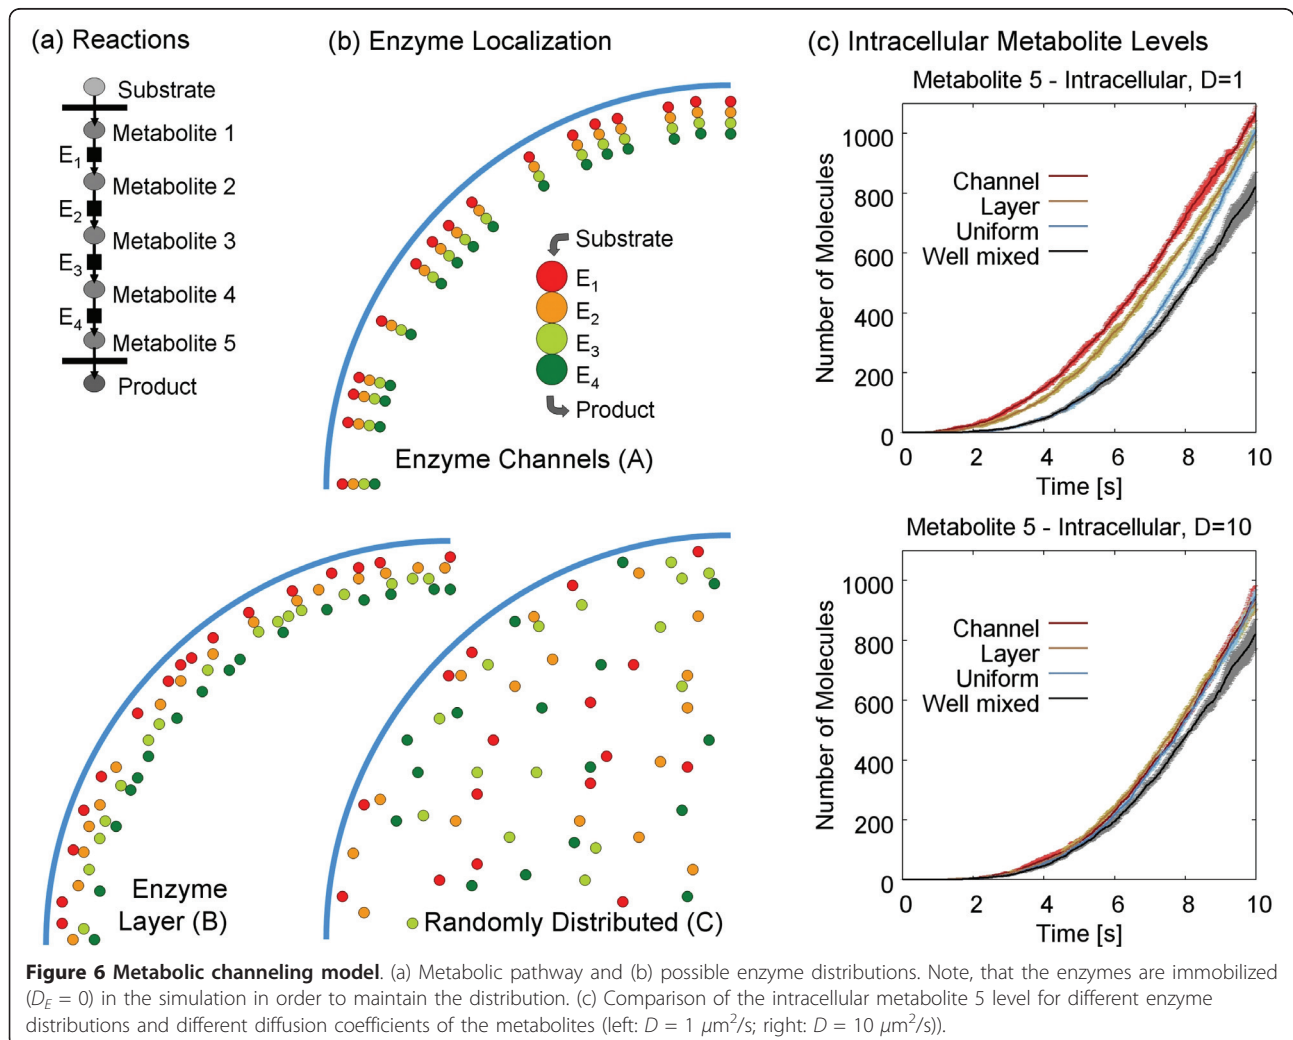 (a) Reactions
Substrate
Metabolite 1
E1
Metabolite 2
E2
Metabolite 3
E3
Metabolite 4
E4
Metabolite 5
Product
(b) Enzyme Localization
Substrate
E1
E2
E3
E4
Product
Enzyme Channels (A)
Enzyme
Layer (B)
Randomly Distributed (C)
(c) Intracellular Metabolite Levels
Metabolite 5 - Intracellular, D=1
Number of Molecules
1000
800
600
400
200
0
Channel
Layer
Uniform
Well mixed
0 2 4 6 8 10
Time [s]
Metabolite 5 - Intracellular, D=10
Number of Molecules
1000
800
600
400
200
0
Channel
Layer
Uniform
Well mixed
0 2 4 6 8 10
Time [s]
Figure 6 Metabolic channeling model. (a) Metabolic pathway and (b) possible enzyme distributions. Note, that the enzymes are immobilized
(DE = 0) in the simulation in order to maintain the distribution. (c) Comparison of the intracellular metabolite 5 level for different enzyme
distributions and different diffusion coefficients of the metabolites (left: D = 1 μm²/s; right: D = 10 μm²/s)).